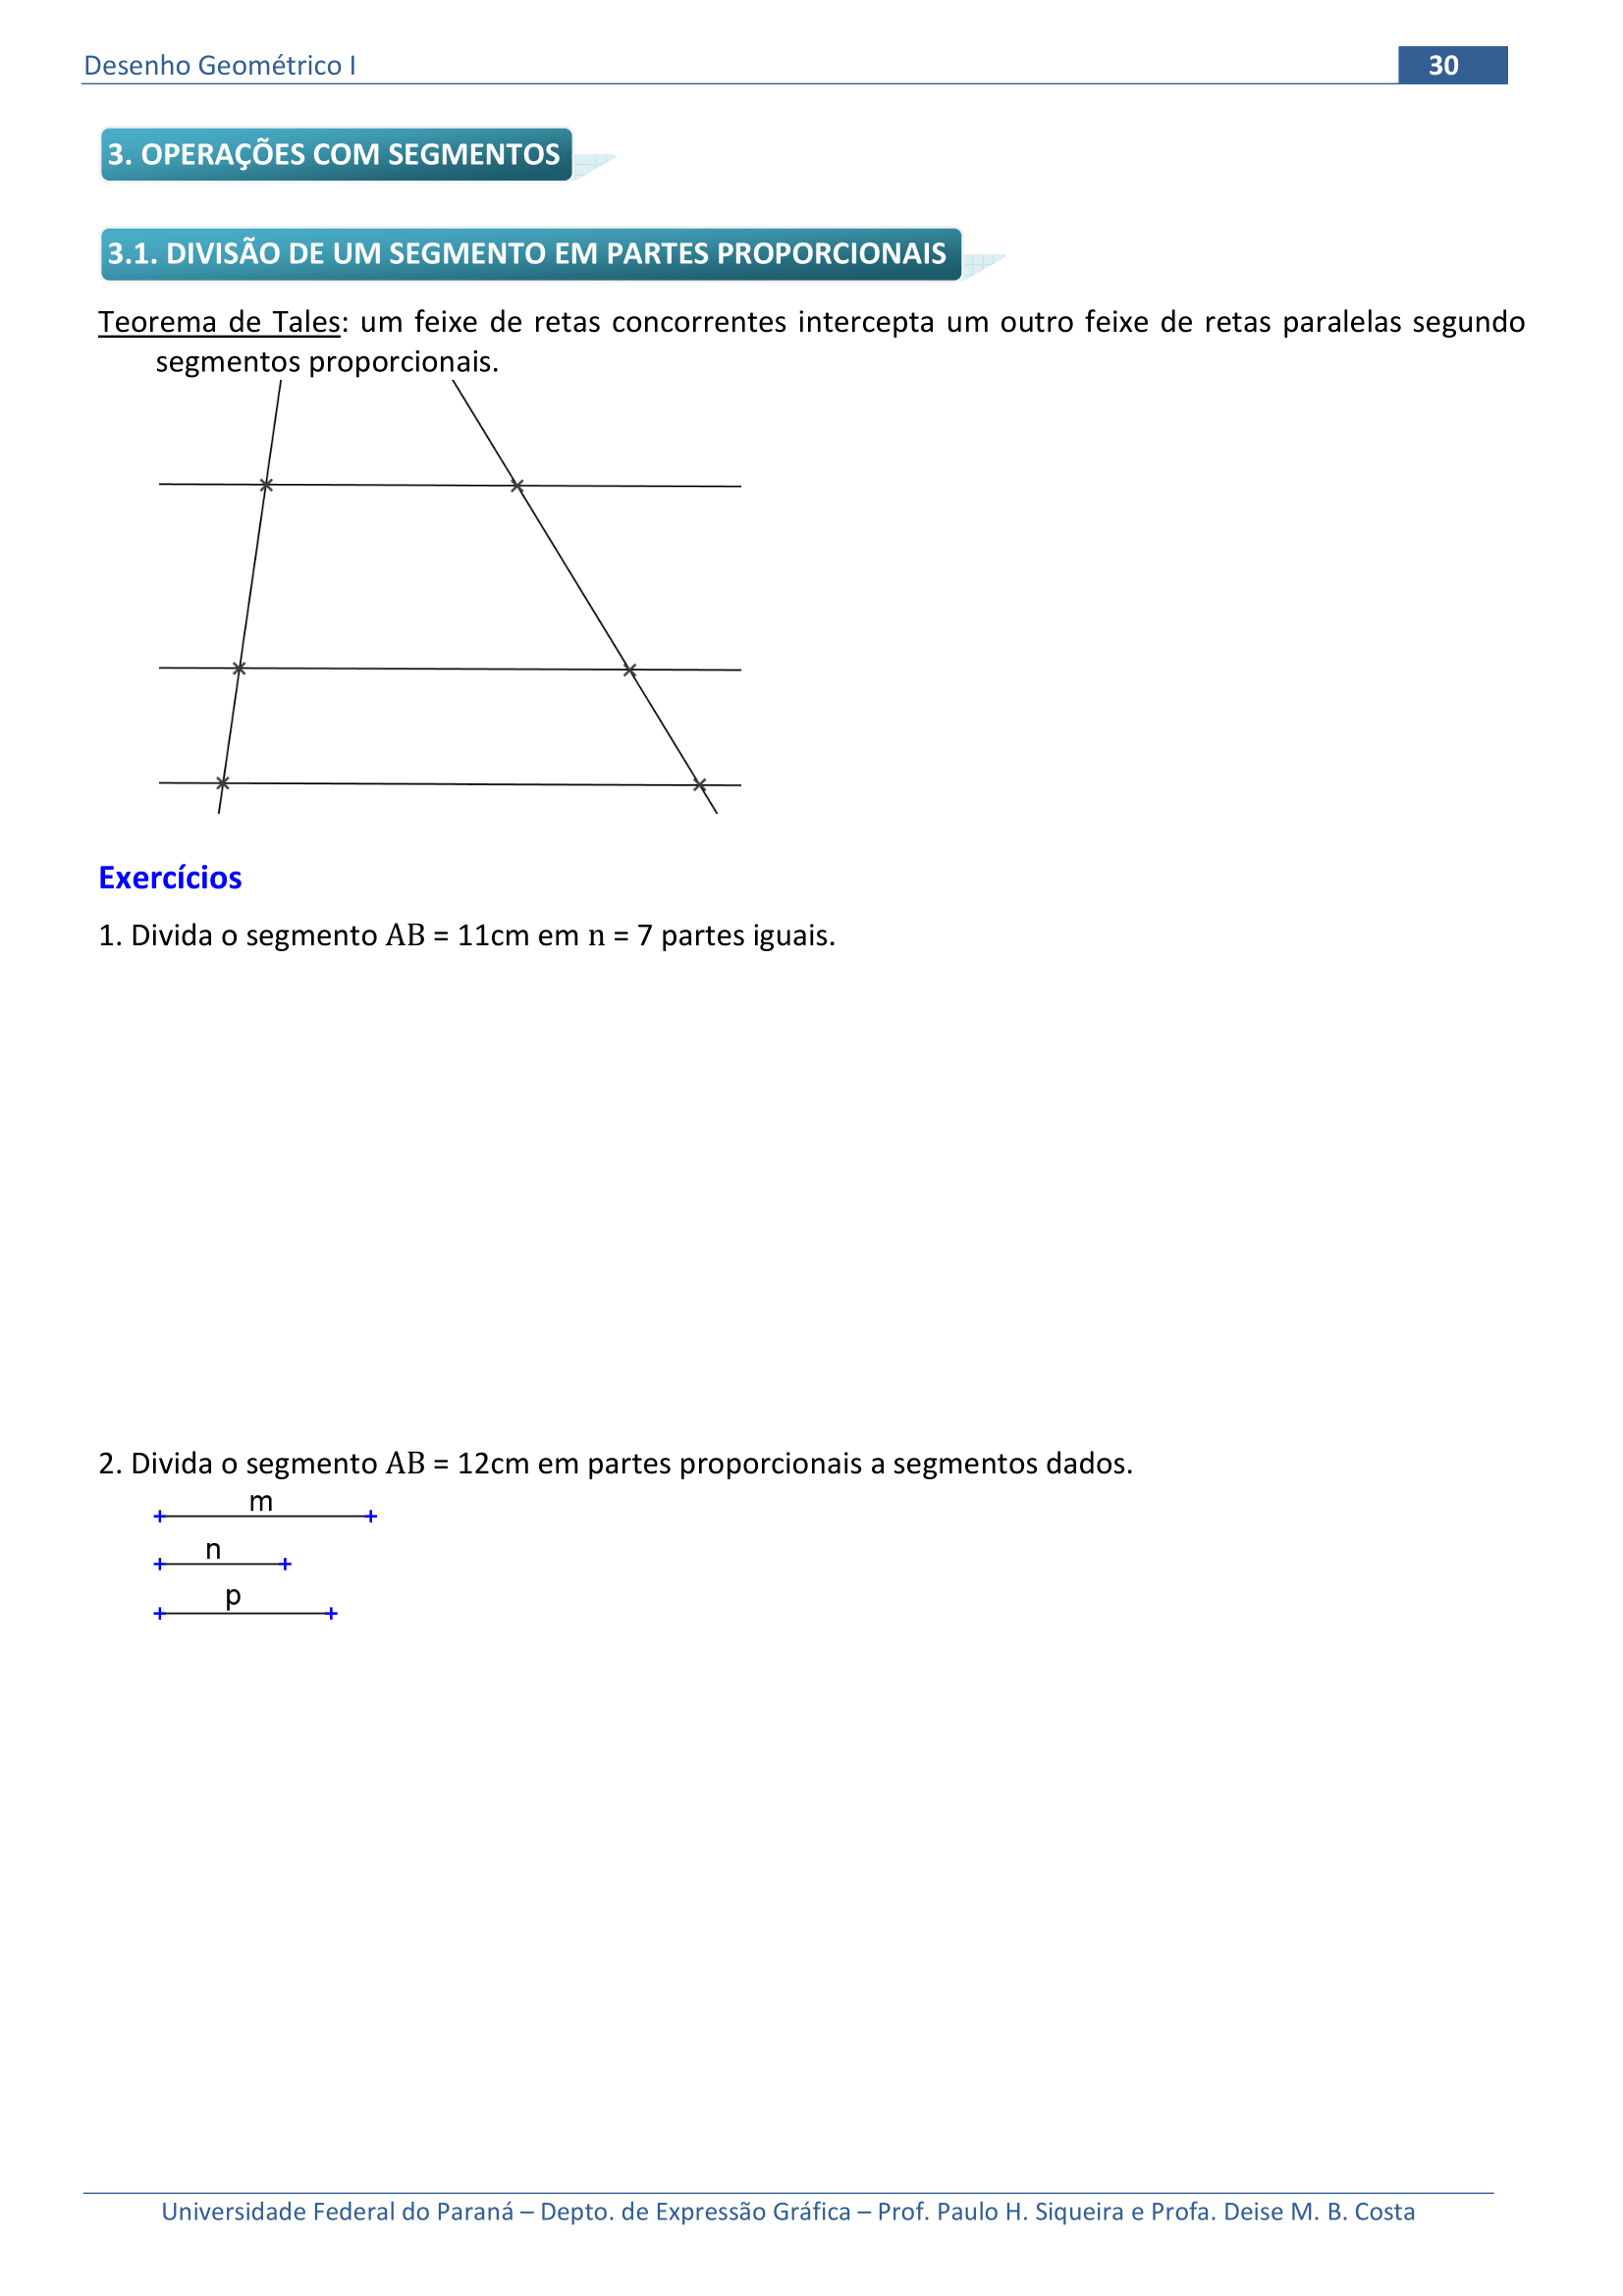 Desenho Geométrico I
30
3. OPERAÇÕES COM SEGMENTOS
3.1. DIVISÃO DE UM SEGMENTO EM PARTES PROPORCIONAIS
Teorema de Tales: um feixe de retas concorrentes intercepta um outro feixe de retas paralelas segundo
segmentos proporcionais.
Exercícios
1. Divida o segmento AB = 11cm em n = 7 partes iguais.
2. Divida o segmento AB = 12cm em partes proporcionais a segmentos dados.
m
n
p
Universidade Federal do Paraná – Depto. de Expressão Gráfica – Prof. Paulo H. Siqueira e Profa. Deise M. B. Costa